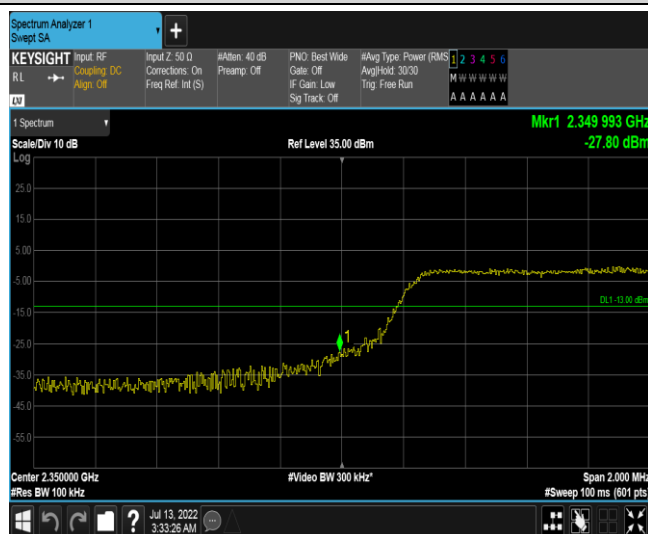 Spectrum Analyzer 1
Swept SA
+
KEYSIGHT
RL
LXI
Input: RF
Coupling: DC
Align: Off
Input Z: 50 Ω
Corrections: On
Freq Ref: Int (S)
#Atten: 40 dB
Preamp: Off
PNO: Best Wide
Gate: Off
IF Gain: Low
Sig Track: Off
#Avg Type: Power (RMS
Avg|Hold: 30/30
Trig: Free Run
1 2 3 4 5 6
M W W W W W
A A A A A A
1 Spectrum
Mkr1 2.349 993 GHz
Scale/Div 10 dB
Ref Level 35.00 dBm
-27.80 dBm
Log
25.0
15.0
5.00
-5.00
DL1 -13.00 dBm
-15.0
1
-25.0
-35.0
-45.0
-55.0
Center 2.350000 GHz
#Video BW 300 kHz*
Span 2.000 MHz
#Res BW 100 kHz
#Sweep 100 ms (601 pts)
?
Jul 13, 2022
3:33:26 AM